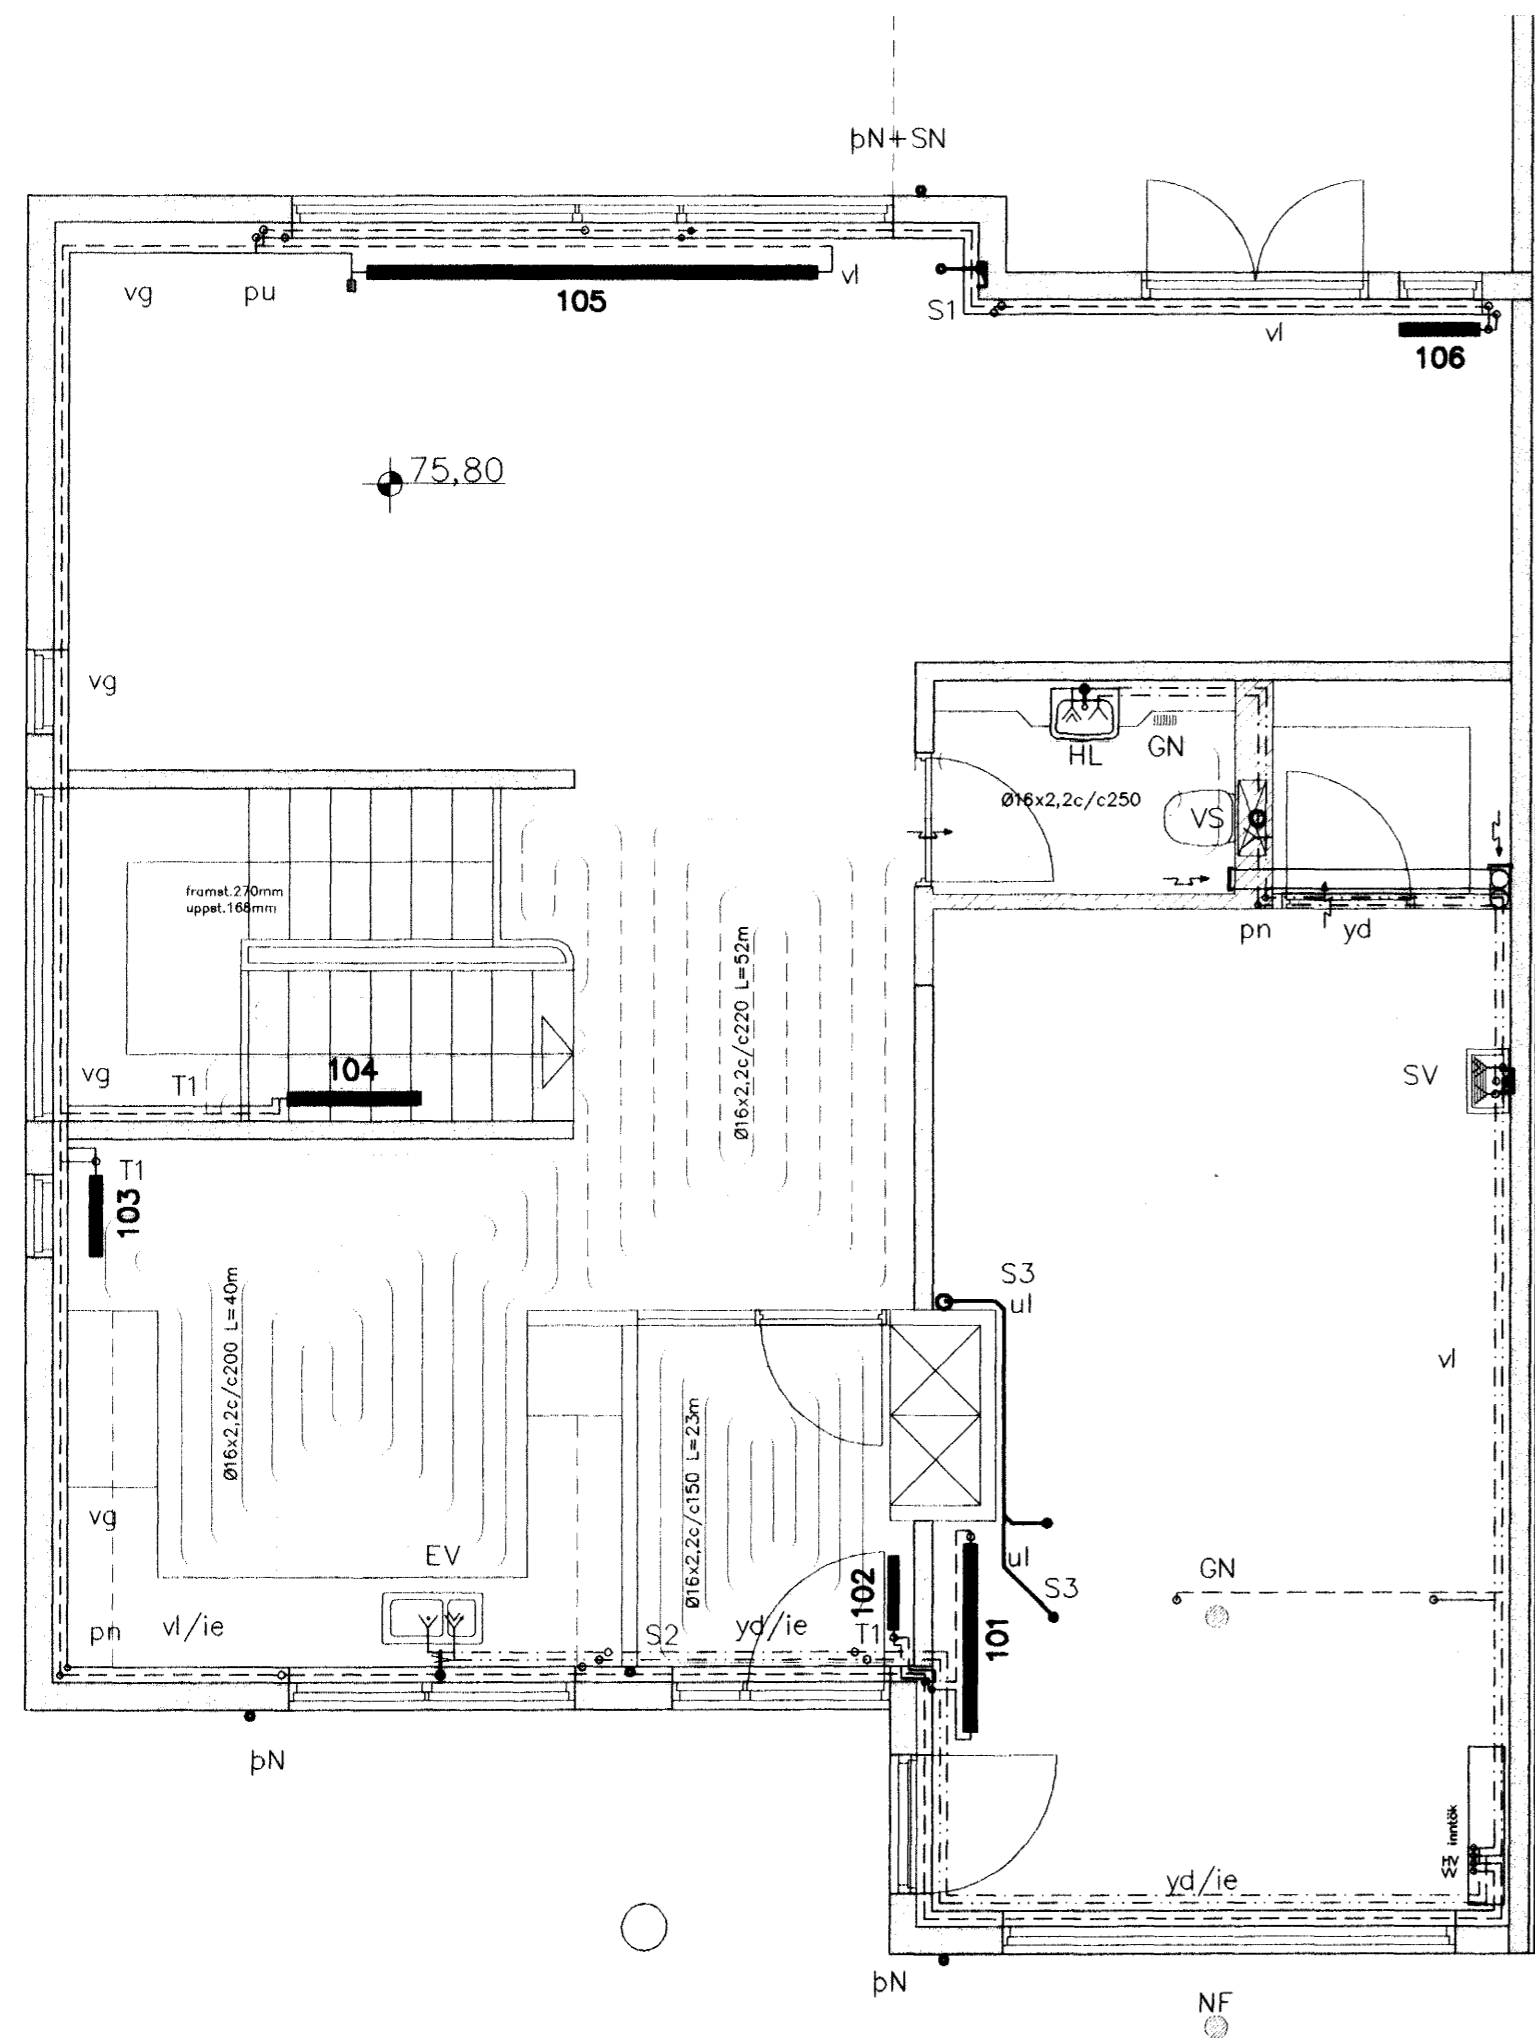 þN+SN
vg
pu
105
vl
S1
vl
106
75,80
vg
HL
GN
Ø16x2,2c/c250
VS
framst.270mm
uppst.168mm
pn
yd
Ø16x2,2c/c220 L=52m
vg
T1
104
SV
T1
103
S3
ul
Ø16x2,2c/c200 L=40m
vl
Ø16x2,2c/c150 L=23m
vg
EV
ul
GN
S3
102
pn
vl/ie
S2
yd/ie
T1
101
þN
inntök
yd/ie
þN
NF